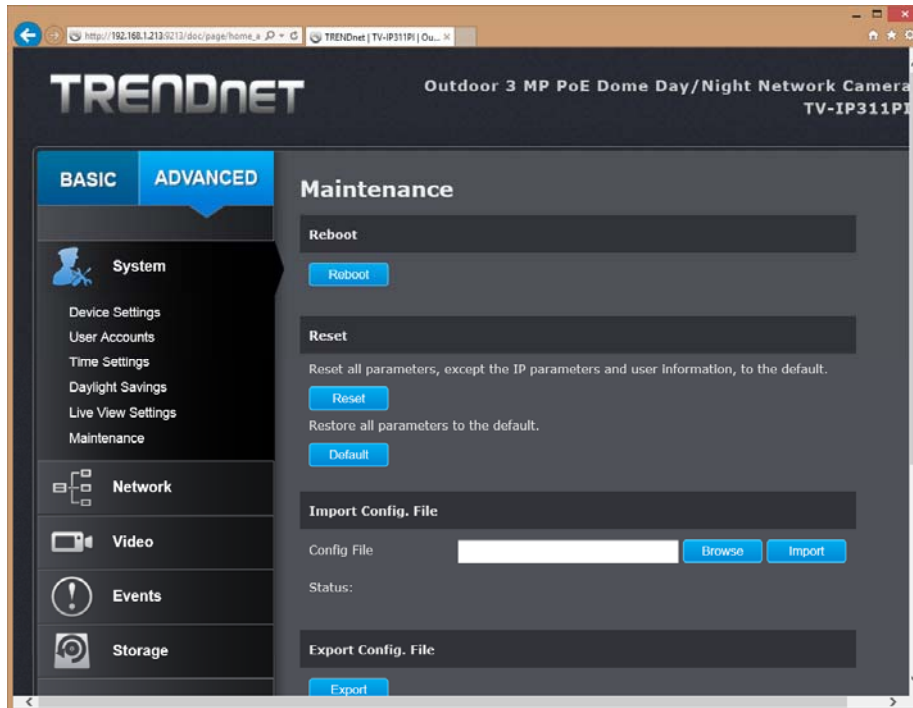 http://192.168.1.213:9213/doc/page/home_a
TRENDnet | TV-IP311PI | Ou...
TRENDNET
Outdoor 3 MP PoE Dome Day/Night Network Camera
TV-IP311PI
BASIC
ADVANCED
System
Device Settings
User Accounts
Time Settings
Daylight Savings
Live View Settings
Maintenance
Network
Video
Events
Storage
Maintenance
Reboot
Reboot
Reset
Reset all parameters, except the IP parameters and user information, to the default.
Reset
Restore all parameters to the default.
Default
Import Config. File
Config File
Browse
Import
Status:
Export Config. File
Export